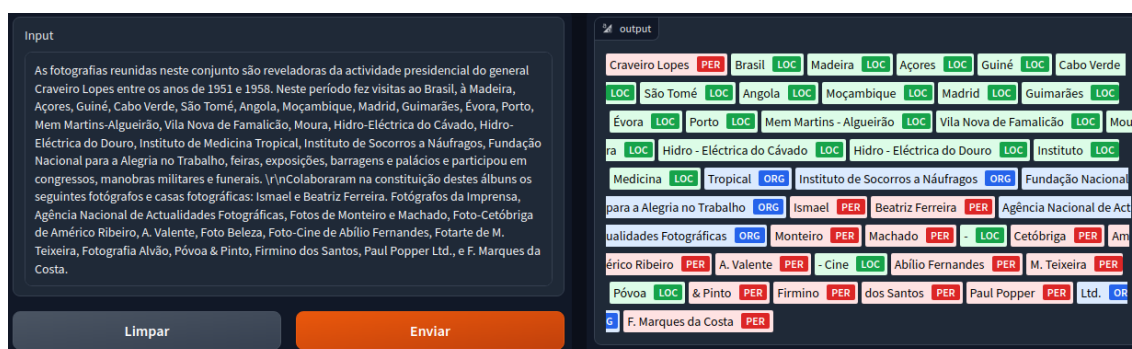 Input
As fotografias reunidas neste conjunto são reveladoras da actividade presidencial do general
Craveiro Lopes entre os anos de 1951 e 1958. Neste período fez visitas ao Brasil, à Madeira,
Açores, Guiné, Cabo Verde, São Tomé, Angola, Moçambique, Madrid, Guimarães, Évora, Porto,
Mem Martins-Algueirão, Vila Nova de Famalicão, Moura, Hidro-Eléctrica do Cávado, Hidro-
Eléctrica do Douro, Instituto de Medicina Tropical, Instituto de Socorros a Náufragos, Fundação
Nacional para a Alegria no Trabalho, feiras, exposições, barragens e palácios e participou em
congressos, manobras militares e funerais. \r\nColaboraram na constituição destes álbuns os
seguintes fotógrafos e casas fotográficas: Ismael e Beatriz Ferreira. Fotógrafos da Imprensa,
Agência Nacional de Actualidades Fotográficas, Fotos de Monteiro e Machado, Foto-Cetóbriga
de Américo Ribeiro, A. Valente, Foto Beleza, Foto-Cine de Abílio Fernandes, Fotarte de M.
Teixeira, Fotografia Alvão, Póvoa & Pinto, Firmino dos Santos, Paul Popper Ltd., e F. Marques da
Costa.
Limpar
Enviar
output
Craveiro Lopes PER Brasil LOC Madeira LOC Açores LOC Guiné LOC Cabo Verde
LOC São Tomé LOC Angola LOC Moçambique LOC Madrid LOC Guimarães LOC
Évora LOC Porto LOC Mem Martins - Algueirão LOC Vila Nova de Famalicão LOC Mou
ra LOC Hidro - Eléctrica do Cávado LOC Hidro - Eléctrica do Douro LOC Instituto LOC
Medicina LOC Tropical ORG Instituto de Socorros a Náufragos ORG Fundação Nacional
para a Alegria no Trabalho ORG Ismael PER Beatriz Ferreira PER Agência Nacional de Act
ualidades Fotográficas ORG Monteiro PER Machado PER - LOC Cetóbriga PER Am
érico Ribeiro PER A. Valente PER - Cine LOC Abílio Fernandes PER M. Teixeira PER
Póvoa LOC & Pinto PER Firmino PER dos Santos PER Paul Popper PER Ltd. OR
G F. Marques da Costa PER